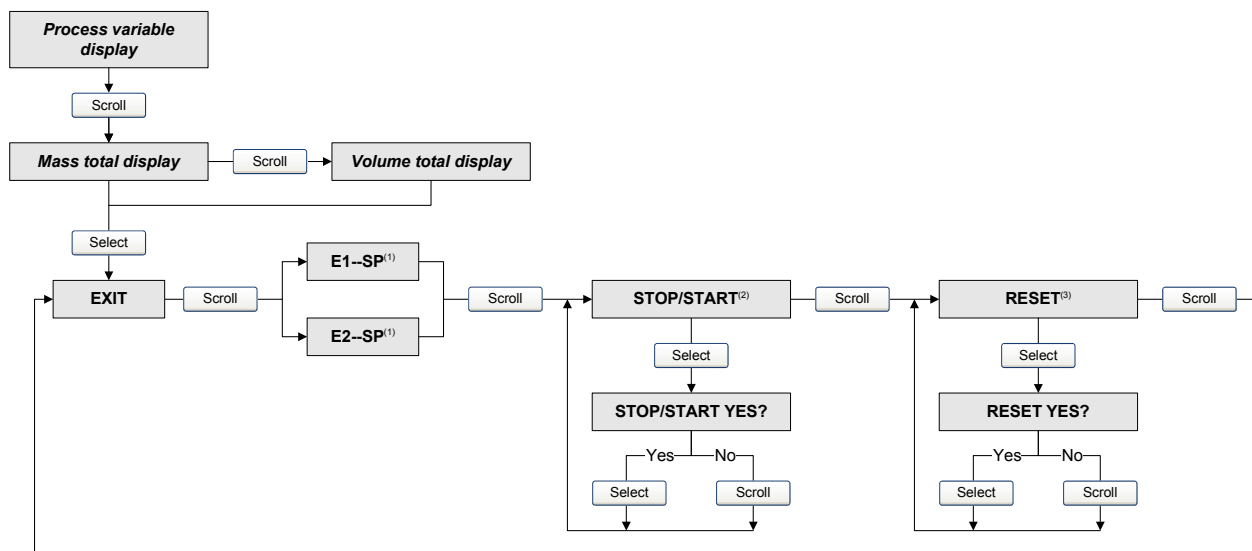 Process variable
display
Scroll
Mass total display
Scroll
Volume total display
Select
EXIT
Scroll
E1--SP(1)
E2--SP(1)
Scroll
STOP/START(2)
Scroll
RESET(3)
Scroll
Select
Select
STOP/START YES?
RESET YES?
Yes
No
Yes
No
Select
Scroll
Select
Scroll